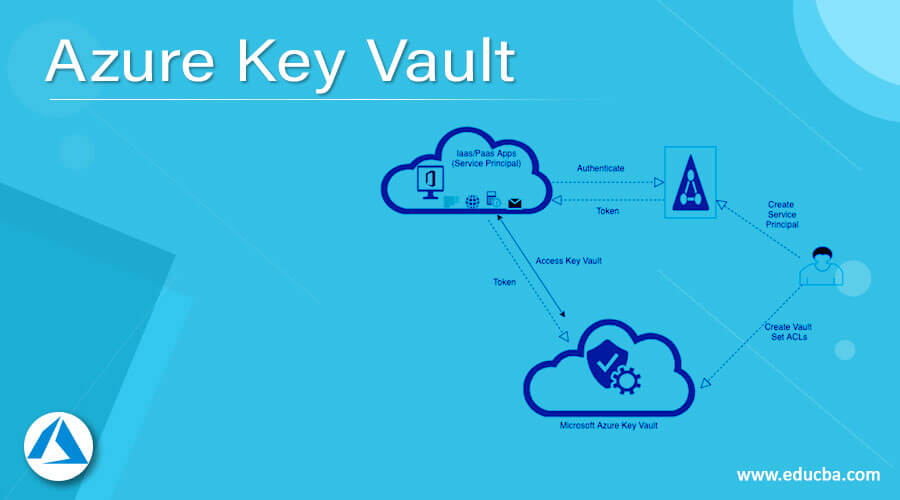 Azure Key Vault
Iaas/Paas Apps
(Service Principal)
Authenticate
Token
Create
Service
Principal
Access Key Vault
Token
Create Vault
Set ACLs
Microsoft Azure Key Vault
www.educba.com